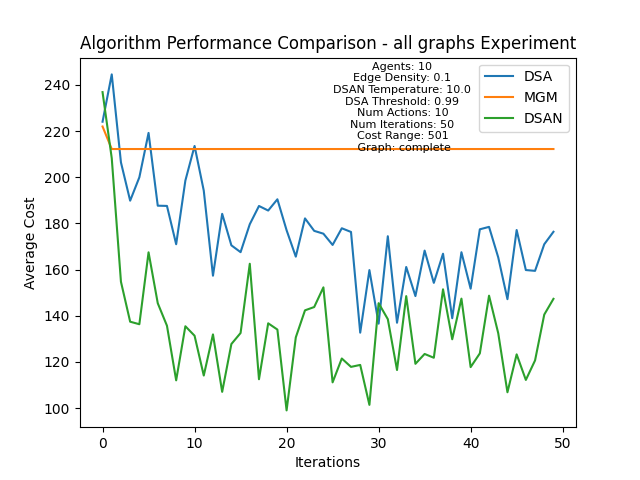 Algorithm Performance Comparison - all graphs Experiment
Agents: 10
Edge Density: 0.1
DSAN Temperature: 10.0
DSA Threshold: 0.99
Num Actions: 10
Num Iterations: 50
Cost Range: 501
Graph: complete
DSA
MGM
DSAN
Average Cost
240
220
200
180
160
140
120
100
0
10
20
30
40
50
Iterations